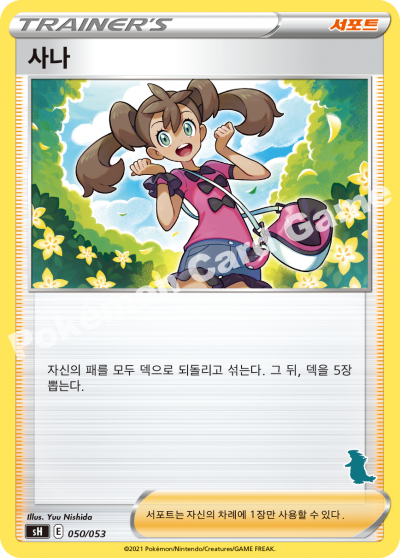 TRAINER'S
서포트
사나
Pokémon Card Game
자신의 패를 모두 덱으로 되돌리고 섞는다. 그 뒤, 덱을 5장
뽑는다.
Illus. Yuu Nishida
sH E 050/053
서포트는 자신의 차례에 1장만 사용할 수 있다.
©2021 Pokémon/Nintendo/Creatures/GAME FREAK.